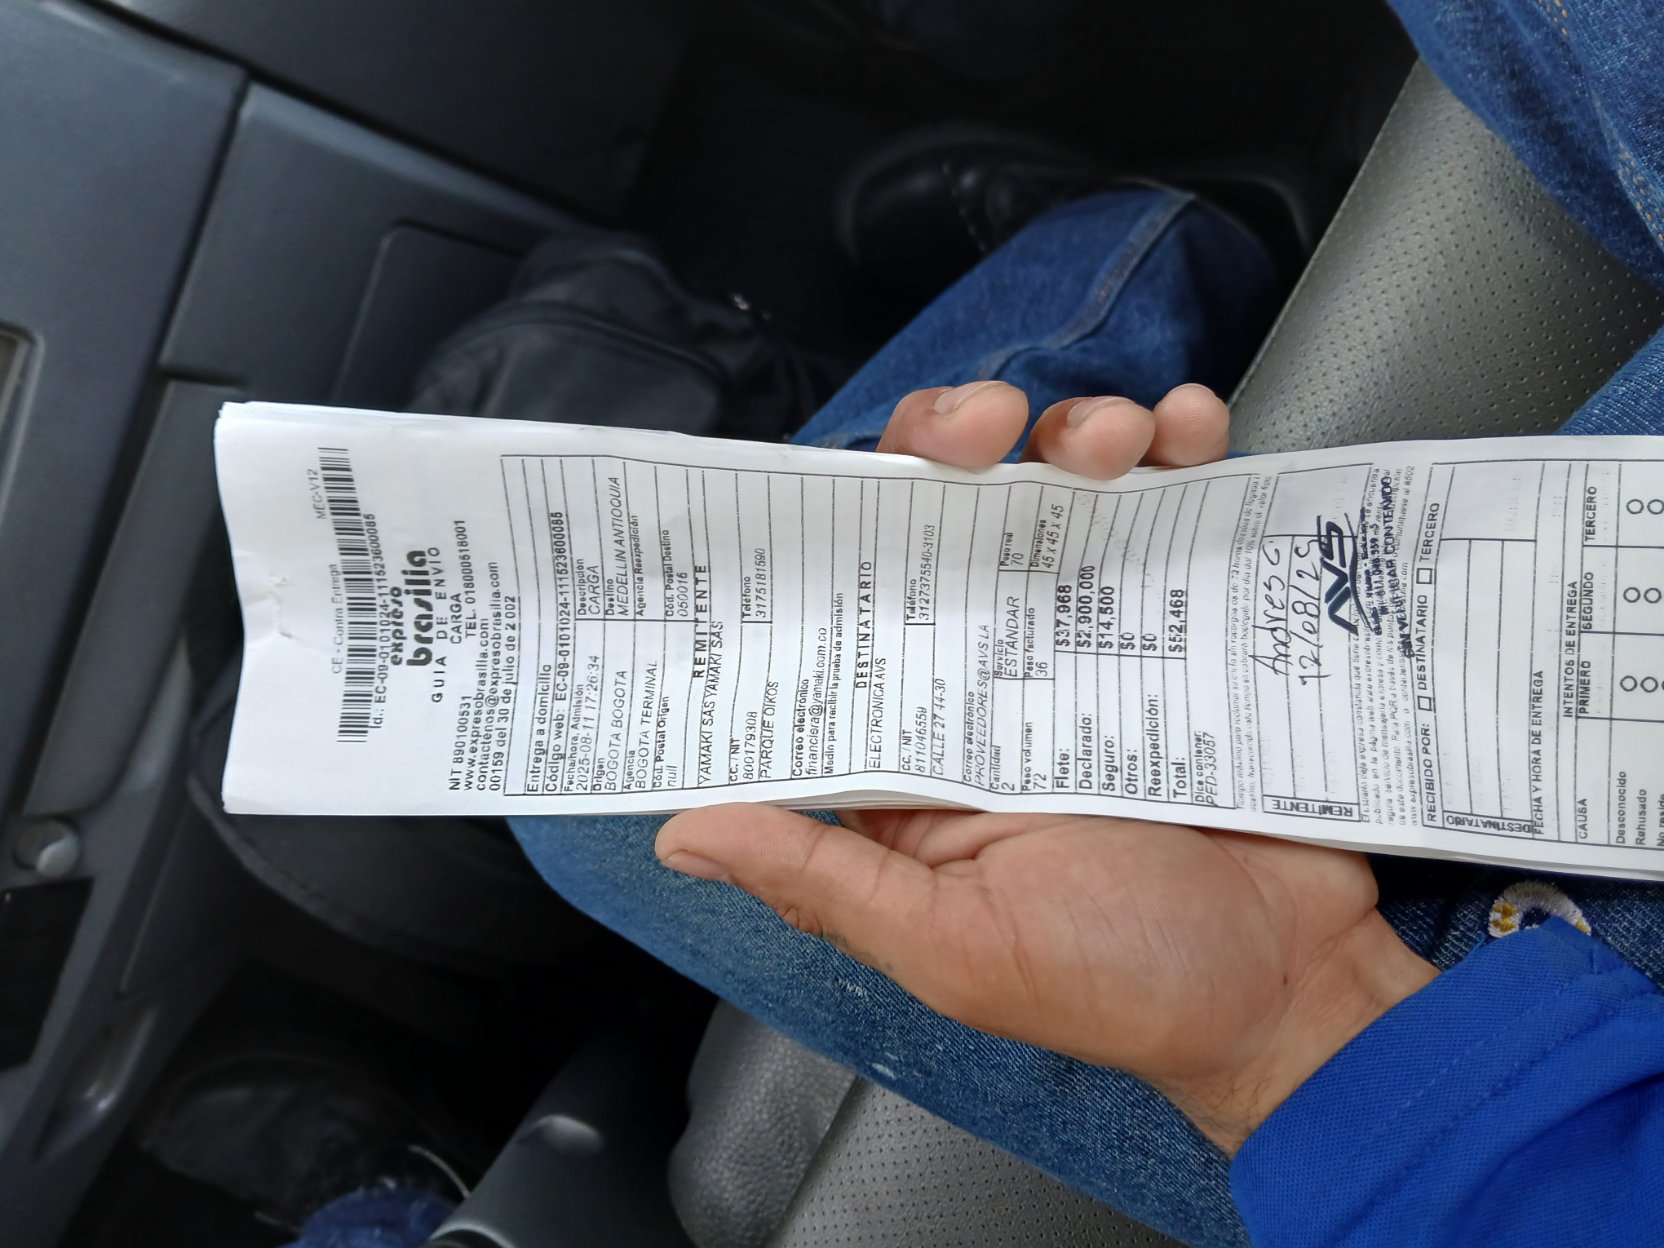 CE - Contra Entrega MEC-V12
Id.: EC-09-0101024-111523600085
expreso
brasilia
GUIA DE ENVIO
CARGA
NIT 890100531 TEL. 018000518001
www.expresobrasilia.com
contactenos@expresobrasilia.com
00159 del 30 de julio de 2.002
Entrega a domicilio
Código web: EC-09-0101024-11152360085
Fecha/hora, Admisión Descripción
2025-08-11 17:26:34 CARGA
Origen Destino
BOGOTA BOGOTA MEDELLIN ANTIOQUIA
Agencia Agencia Reexpedición
BOGOTA TERMINAL
Cód. Postal Origen Cód. Postal Destino
null 050016
REMITENTE
YAMAKI SAS YAMAKI SAS
CC./ NIT Teléfono
800179308 3175181590
PARQUE OIKOS
Correo electrónico
financiera@yamaki.com.co
Medio para recibir la prueba de admisión
DESTINATARIO
ELECTRONICA AVS
CC. / NIT Teléfono
811046559 3127375540-3103
CALLE 27 14-30
Correo electronico
PROVEEDORES@AVS.LA
Cantidad Servicio Peso real
2 ESTANDAR 70
Peso volumen Peso facturado Dimensiones
72 36 45 x 45 x 45
Flete: $37,968
Declarado: $2,900,000
Seguro: $14,500
Otros: $0
Reexpedición: $0
Total: $52,468
Dice contener:
PED-33057
REMITENTE
Andres C
12/08/25
AVS
SIN VERIFICAR CONTENIDO
RECIBIDO POR: DESTINATARIO TERCERO
DESTINATARIO
FECHA Y HORA DE ENTREGA
INTENTOS DE ENTREGA
CAUSA PRIMERO SEGUNDO TERCERO
Desconocido
Rehusado